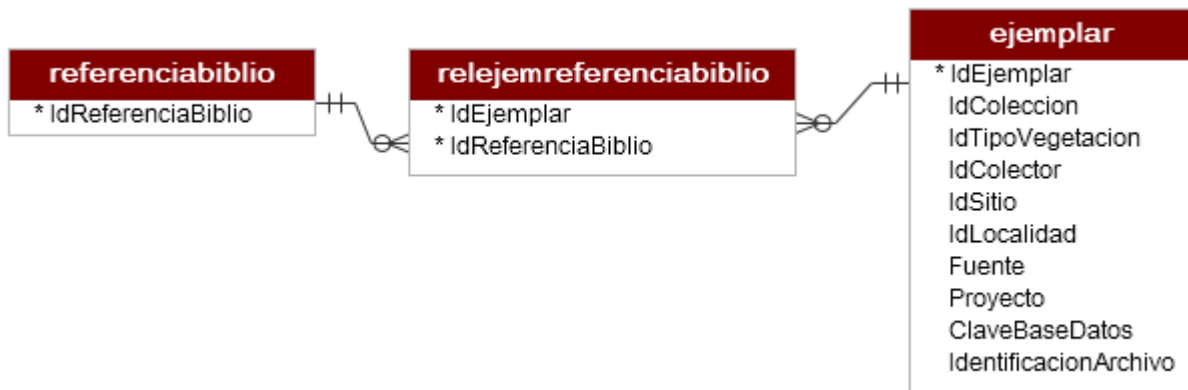 referenciabiblio
* IdReferenciaBiblio
relejemreferenciabiblio
* IdEjemplar
* IdReferenciaBiblio
ejemplar
* IdEjemplar
IdColeccion
IdTipoVegetacion
IdColector
IdSitio
IdLocalidad
Fuente
Proyecto
ClaveBaseDatos
IdentificacionArchivo